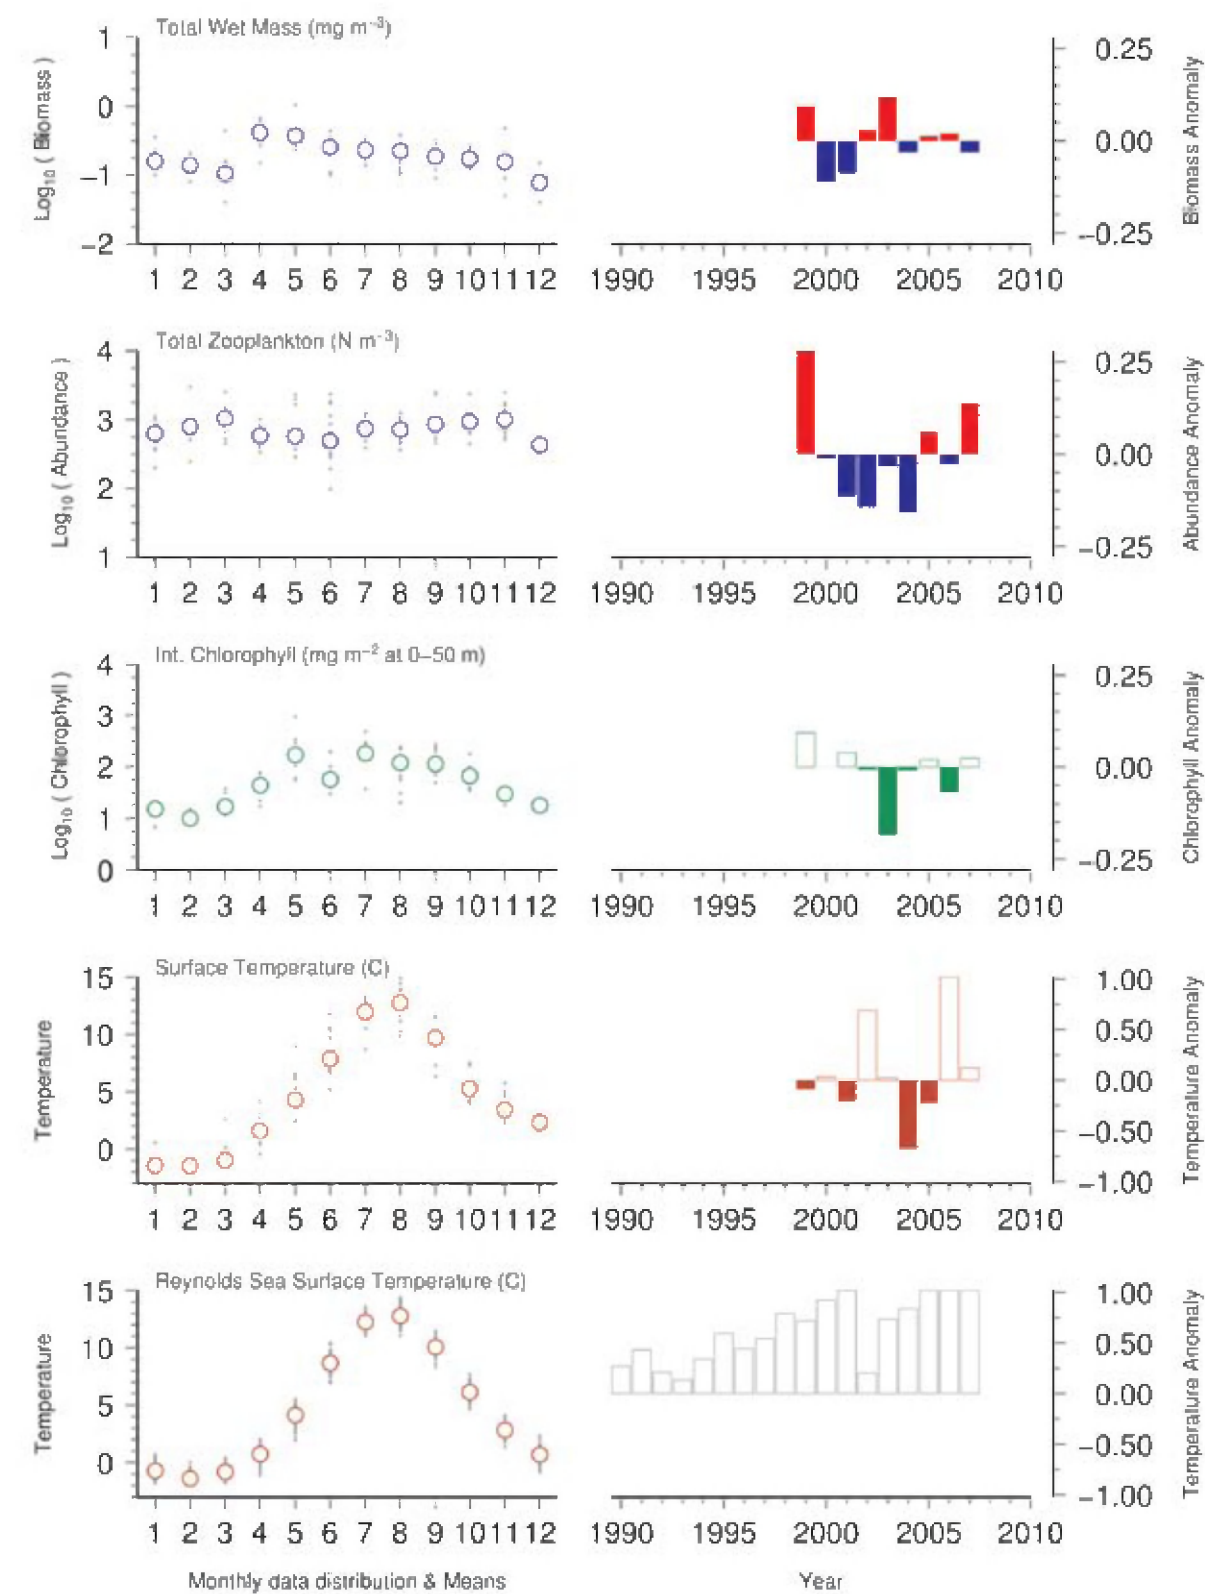 Total Wet Mass (mg m⁻³)
Log₁₀ ( Biomass )
1
0
−1
−2
1 2 3 4 5 6 7 8 9 10 11 12
1990 1995 2000 2005 2010
0.25
0.00
−0.25
Biomass Anomaly
Total Zooplankton (N m⁻³)
Log₁₀ ( Abundance )
4
3
2
1
1 2 3 4 5 6 7 8 9 10 11 12
1990 1995 2000 2005 2010
0.25
0.00
−0.25
Abundance Anomaly
Int. Chlorophyll (mg m⁻² at 0–50 m)
Log₁₀ ( Chlorophyll )
4
3
2
1
0
1 2 3 4 5 6 7 8 9 10 11 12
1990 1995 2000 2005 2010
0.25
0.00
−0.25
Chlorophyll Anomaly
Surface Temperature (C)
Temperature
15
10
5
0
1 2 3 4 5 6 7 8 9 10 11 12
1990 1995 2000 2005 2010
1.00
0.50
0.00
−0.50
−1.00
Temperature Anomaly
Reynolds Sea Surface Temperature (C)
Temperature
15
10
5
0
1 2 3 4 5 6 7 8 9 10 11 12
1990 1995 2000 2005 2010
1.00
0.50
0.00
−0.50
−1.00
Temperature Anomaly
Monthly data distribution & Means
Year